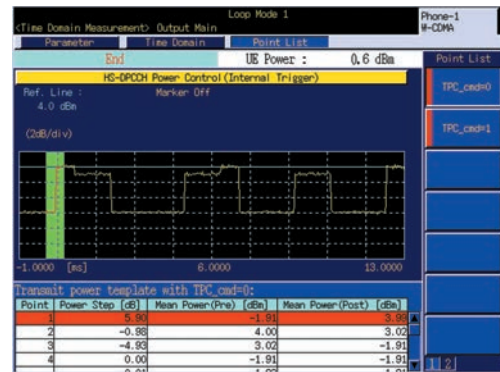 Loop Mode 1
<Time Domain Measurement> Output Main
Phone-1
W-CDMA
Parameter Time Domain Point List
End UE Power : 0.6 dBm
Point List
HS-DPCCH Power Control(Internal Trigger)
Ref. Line : Marker Off
4.0 dBm
TPC_cmd=0
(2dB/div)
TPC_cmd=1
-1.0000 [ms] 6.0000 13.0000
Transmit power template with TPC_cmd=0:
Point Power Step [dB] Mean Power(Pre) [dBm] Mean Power(Post) [dBm]
1 5.90 -1.91 3.99
2 -0.98 4.00 3.02
3 -4.93 3.02 -1.91
4 0.00 -1.91 -1.91
1 2